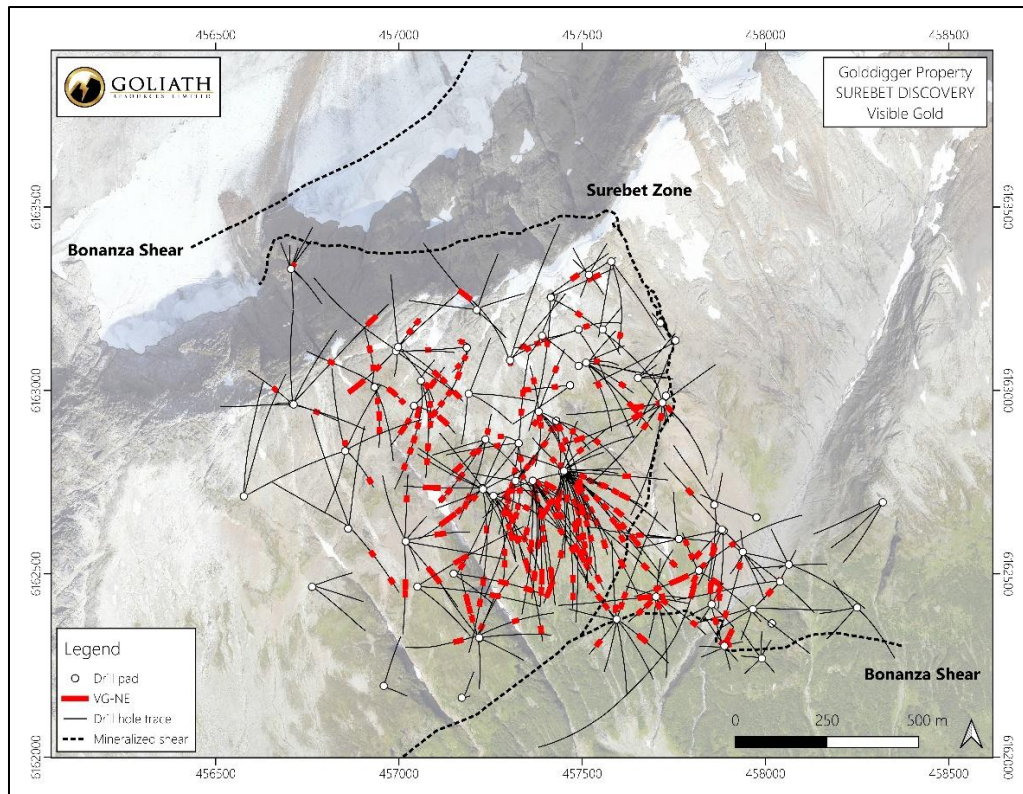 456500 457000 457500 458000 458500
GOLIATH
RESOURCES LIMITED
Golddigger Property
SUREBET DISCOVERY
Visible Gold
Surebet Zone
Bonanza Shear
6163500 6163500
6163000 6163000
6162500 6162500
6162000 6162000
Legend
Drill pad
VG-NE
Drill hole trace
Mineralized shear
Bonanza Shear
0 250 500 m
456500 457000 457500 458000 458500